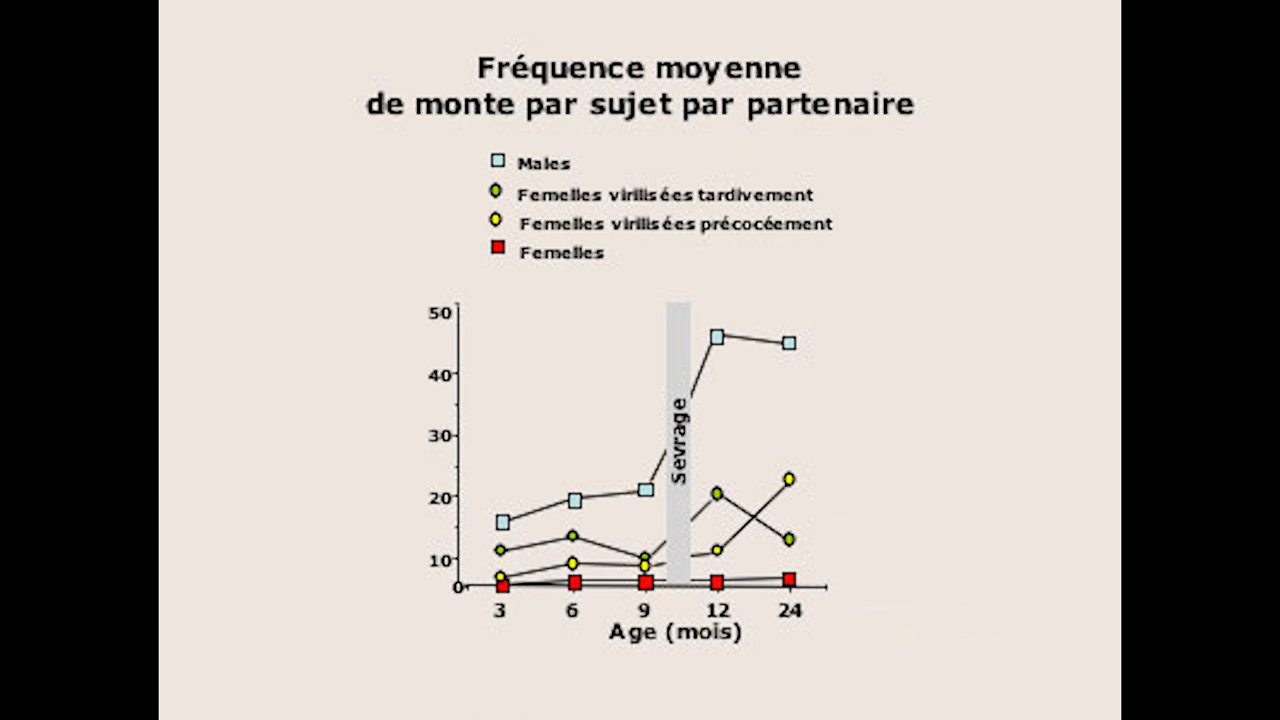 Fréquence moyenne
de monte par sujet par partenaire
Males
Femelles virilisées tardivement
Femelles virilisées précocéement
Femelles
50
40
30
20
10
0
Sevrage
3 6 9 12 24
Age (mois)